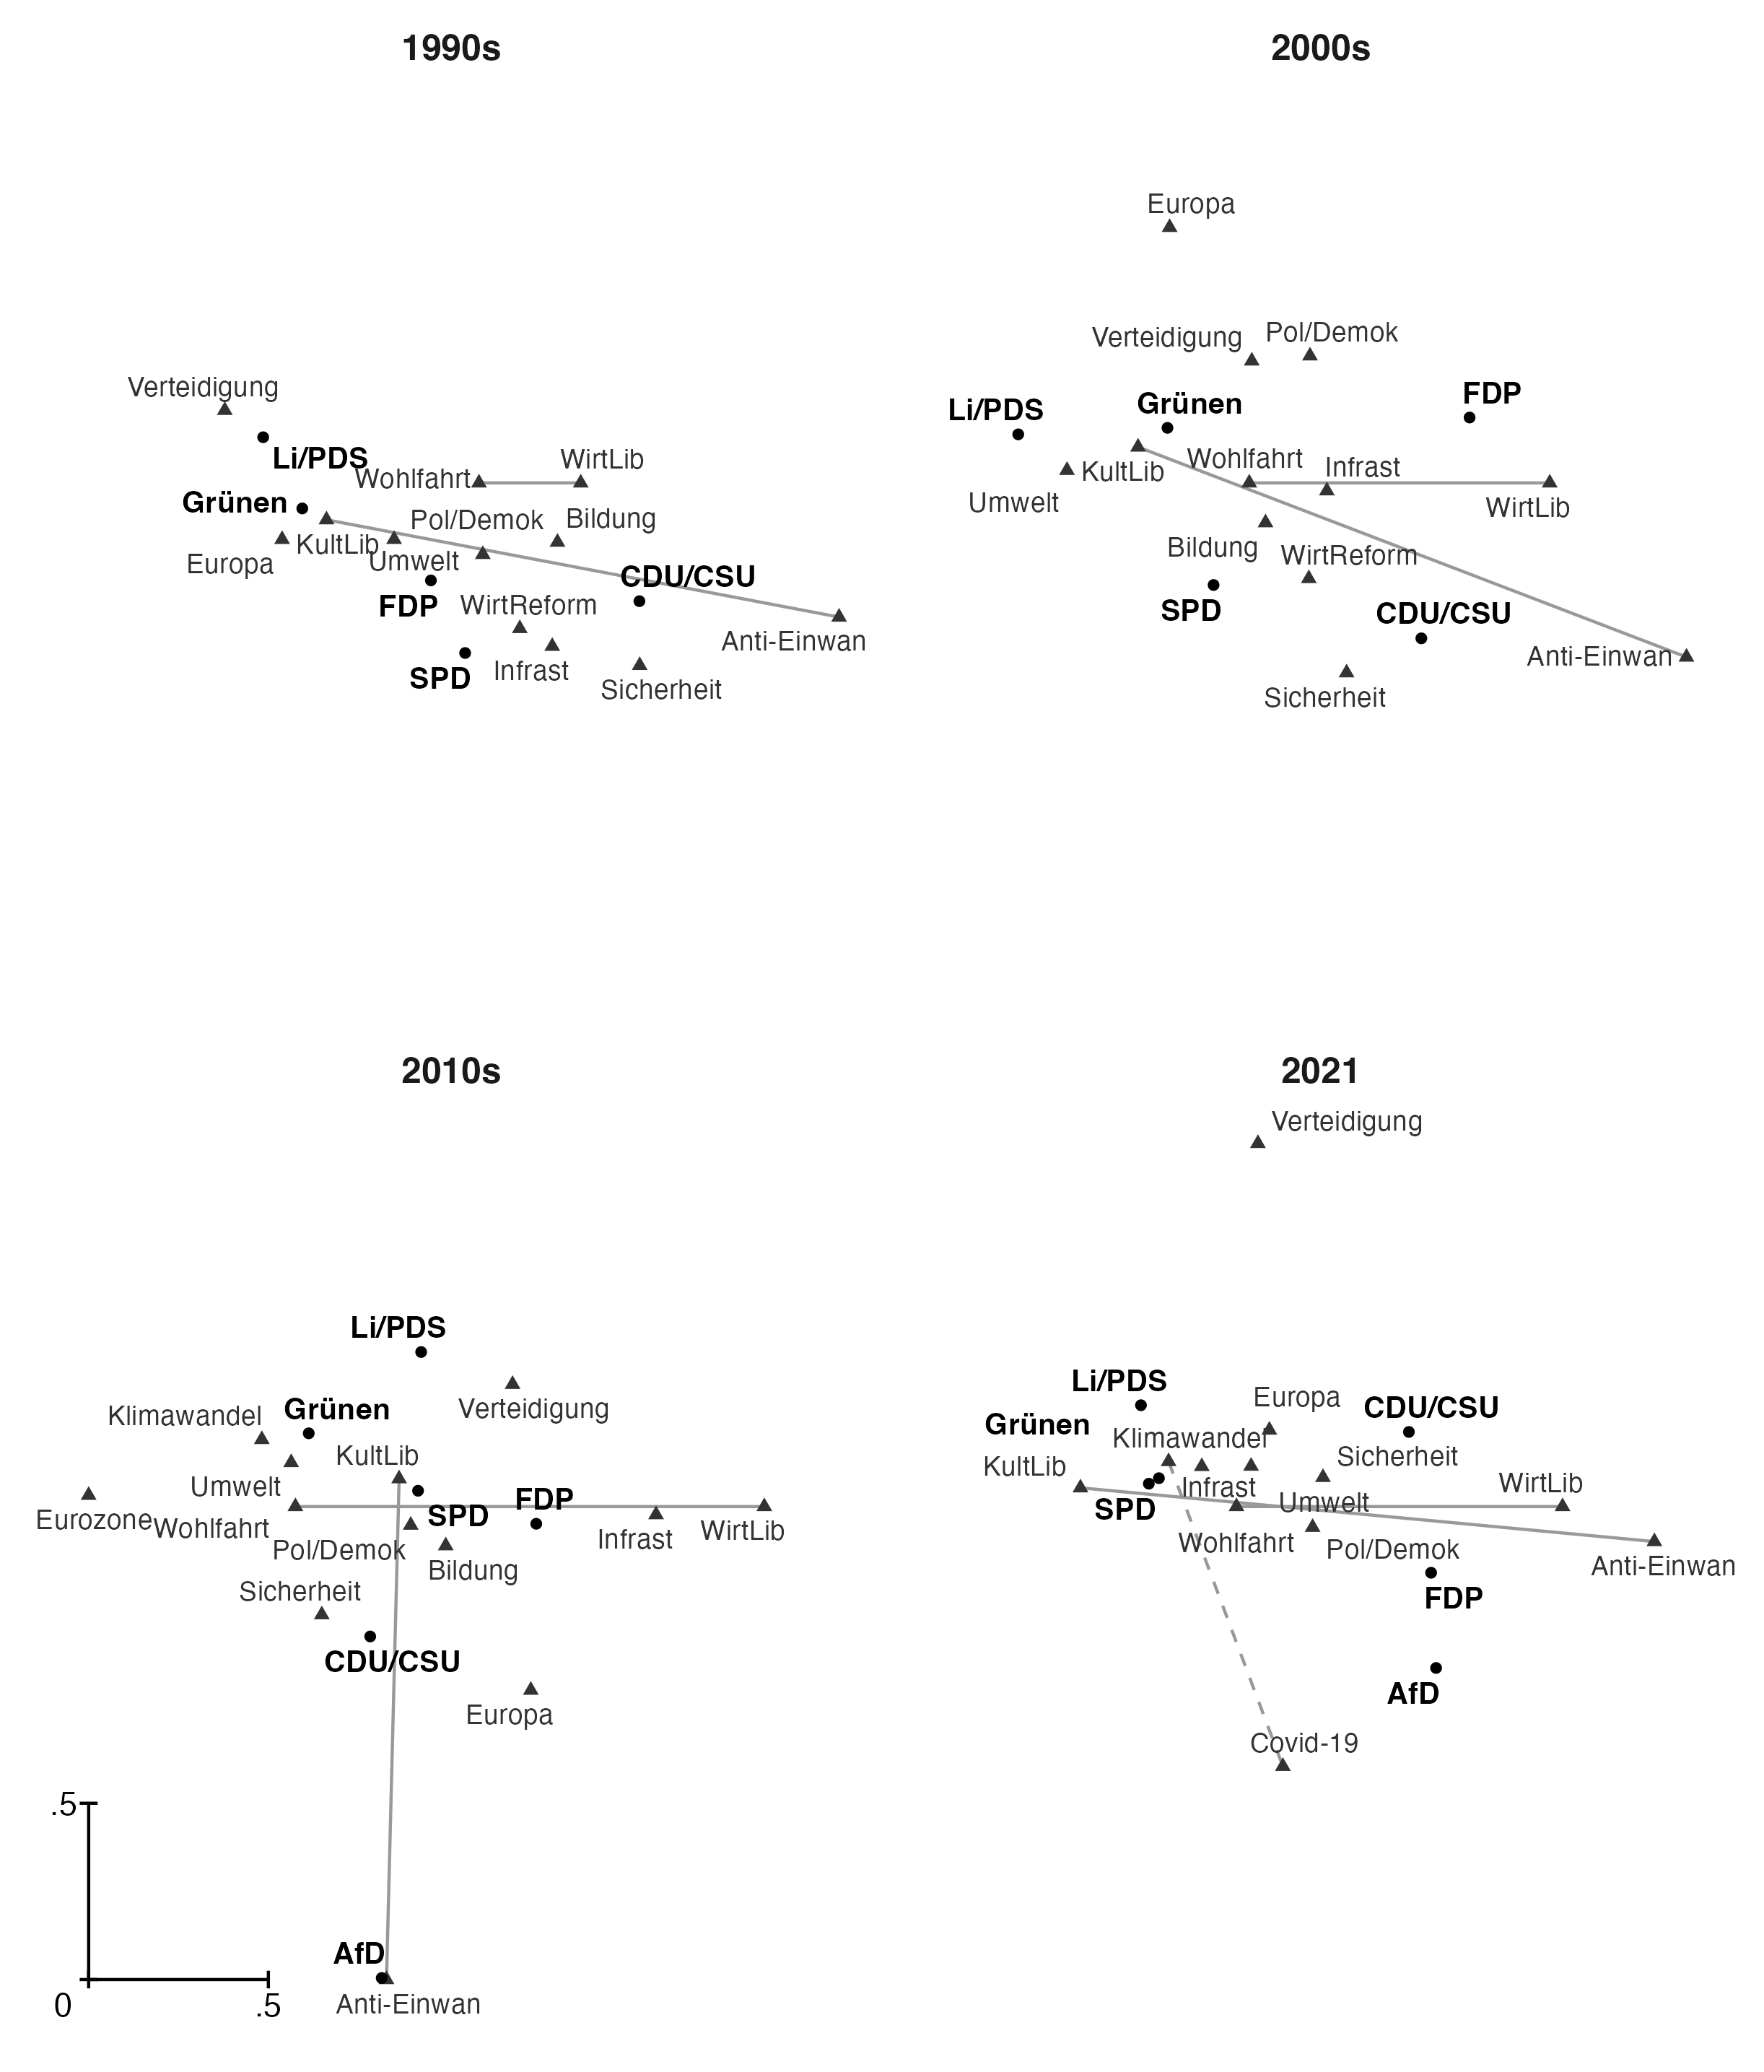 1990s
Verteidigung
Li/PDS
Wohlfahrt
WirtLib
Grünen
Pol/Demok
Bildung
KultLib
Umwelt
Europa
CDU/CSU
FDP
WirtReform
Anti-Einwan
SPD
Infrast
Sicherheit
2000s
Europa
Verteidigung
Pol/Demok
FDP
Grünen
Li/PDS
Wohlfahrt
Infrast
KultLib
Umwelt
WirtLib
Bildung
WirtReform
SPD
CDU/CSU
Anti-Einwan
Sicherheit
2010s
Li/PDS
Klimawandel
Grünen
Verteidigung
KultLib
Umwelt
FDP
SPD
Eurozone
Wohlfahrt
Infrast
WirtLib
Pol/Demok
Bildung
Sicherheit
CDU/CSU
Europa
.5
AfD
0
.5
Anti-Einwan
2021
Verteidigung
Li/PDS
Europa
CDU/CSU
Grünen
Klimawandel
Sicherheit
KultLib
Infrast
WirtLib
SPD
Umwelt
Wohlfahrt
Pol/Demok
Anti-Einwan
FDP
AfD
Covid-19